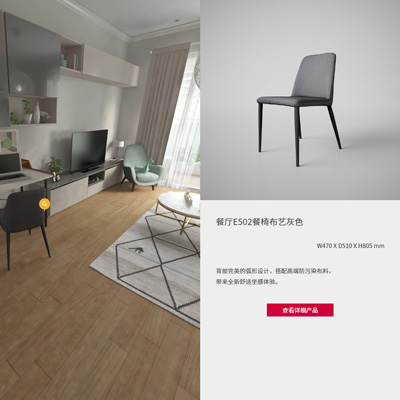 餐厅E502餐椅布艺灰色
W470 X D510 X H805 mm
背部完美的弧形设计，搭配高端防污染布料，
带来全新舒适坐感体验。
查看详细产品